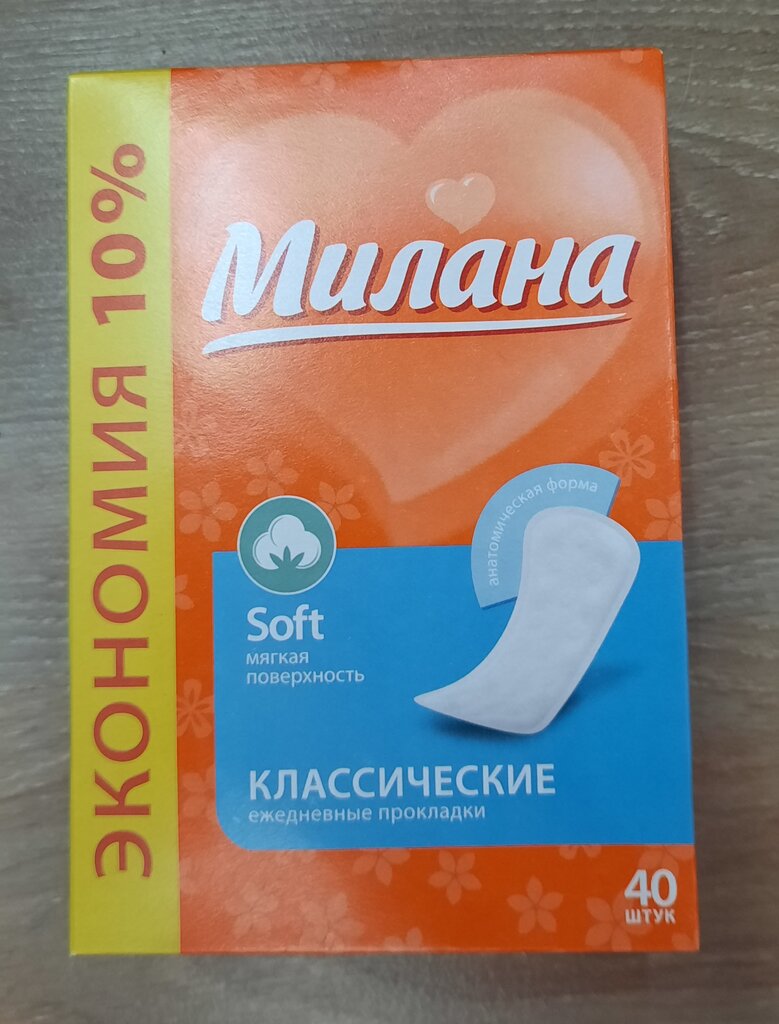 ЭКОНОМИЯ 10%
Милана
анатомическая форма
Soft
мягкая
поверхность
КЛАССИЧЕСКИЕ
ежедневные прокладки
40
ШТУК